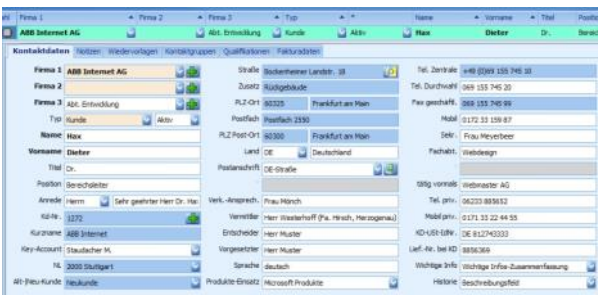 Firma 1 Firma 2 Firma 3 Typ * Name Vorname Titel
ABB Internet AG Abt. Entwicklung Kunde Aktiv Hax Dieter Dr.
Kontaktdaten Notizen Wiedervorlagen Kontaktgruppen Qualifikationen Fakturadaten
Firma 1 ABB Internet AG Straße Bockenheimer Landstr. 18 Tel. Zentrale +49 (0)69 155 745 10
Firma 2 Zusatz Rückgebäude Tel. Durchwahl 069 155 745 20
Firma 3 Abt. Entwicklung PLZ-Ort 60325 Frankfurt am Main Fax geschäftl. 069 155 745 99
Typ Kunde Aktiv Postfach Postfach 2550 Mobil 0172 33 159 87
Name Hax PLZ Post-Ort 60300 Frankfurt am Main Sekr. Frau Meyerbeer
Vorname Dieter Land DE Deutschland Fachabt. Webdesign
Titel Dr. Postanschrift DE-Straße
Position Bereichsleiter tätig vormals Webmaster AG
Anrede Herrn Sehr geehrter Herr Dr. Hax Verk.-Ansprech. Frau Mönch Tel. priv. 06233 885652
Kd-Nr. 1272 Vermittler Herr Westerhoff (Fa. Hirsch, Herzogenau) Mobil priv. 0171 33 22 44 55
Kurzname ABB Internet Entscheider Herr Muster KD-USt-IdNr. DE 812743333
Key-Account Staudacher M. Vorgesetzter Herr Muster Lief.-Nr. bei KD 8856369
NL 2000 Stuttgart Sprache deutsch Wichtige Info Wichtige Infos-Zusammenfassung
Alt-/Neu-Kunde Neukunde Produkte-Einsatz Microsoft Produkte Historie Beschreibungsfeld